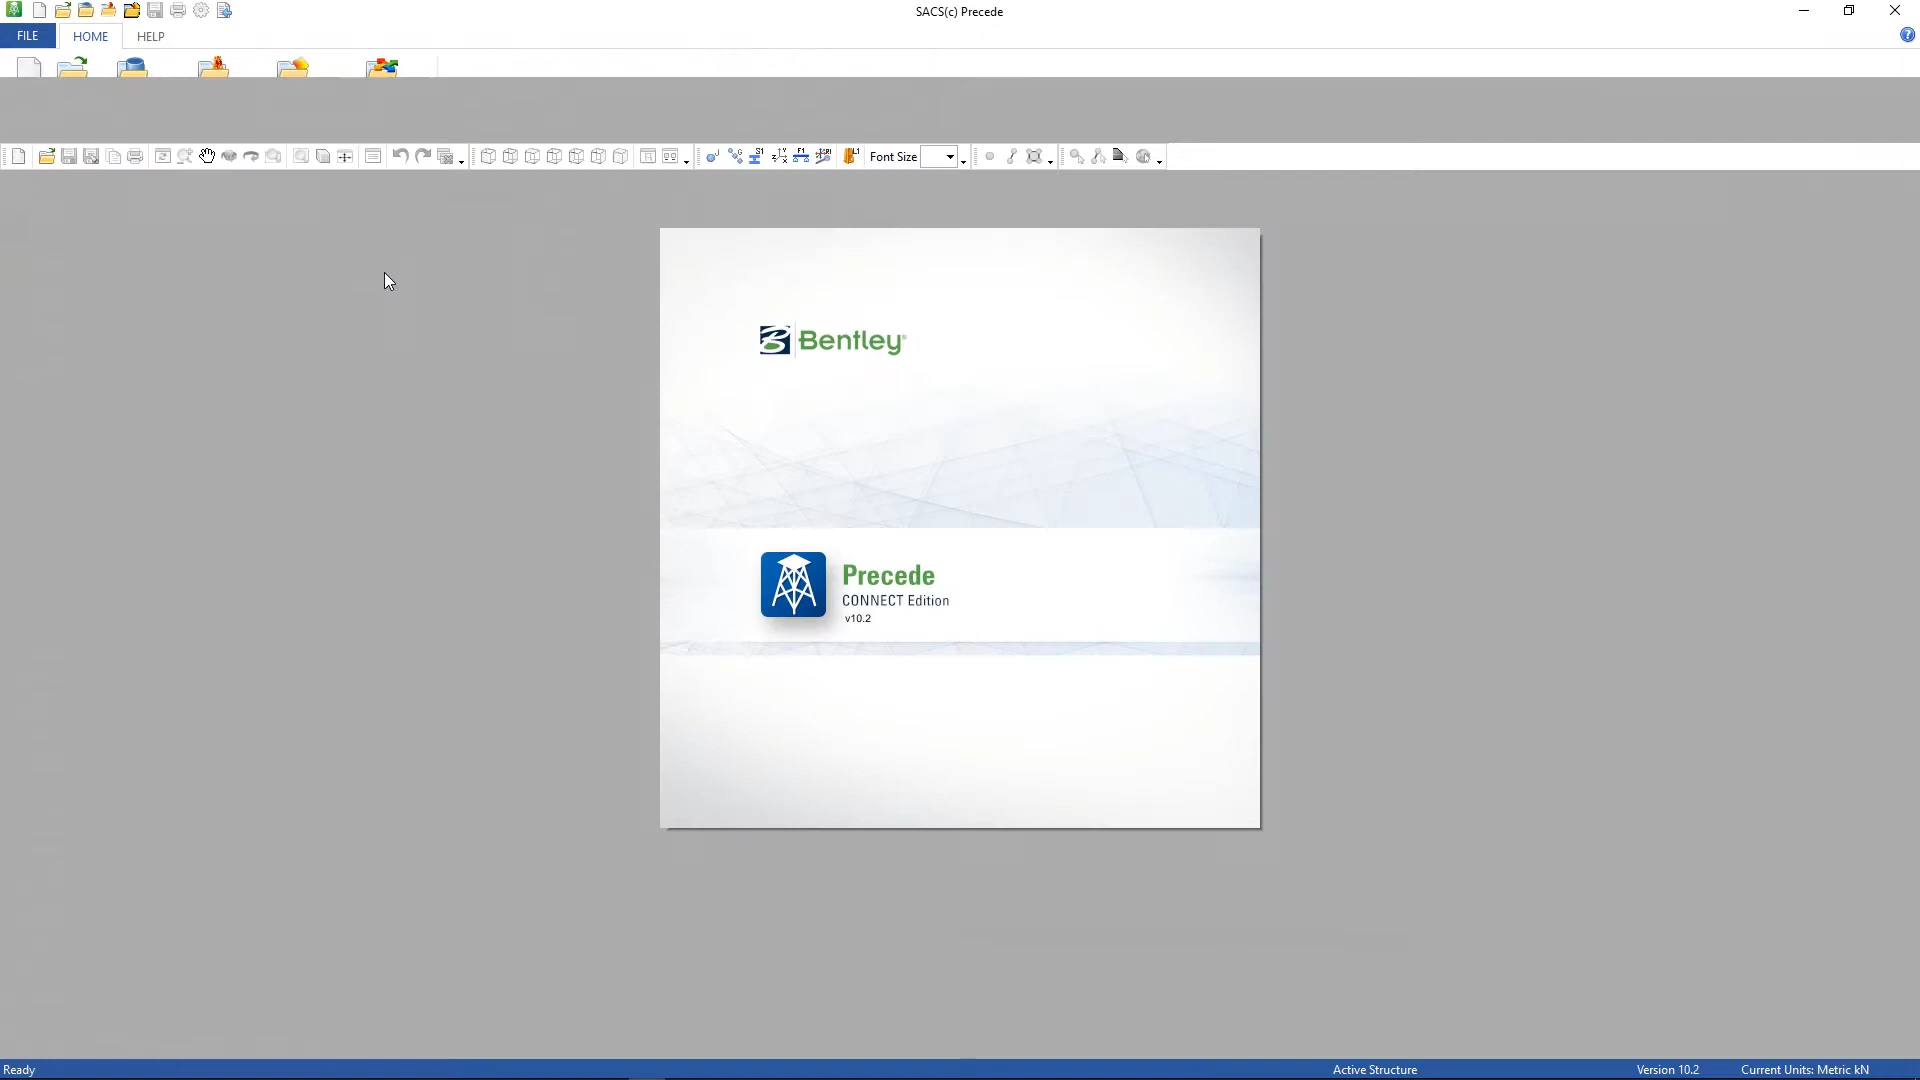 SACS(c) Precede
FILE HOME HELP
Font Size
Bentley®
Precede
CONNECT Edition
v10.2
Ready Active Structure Version 10.2 Current Units: Metric kN